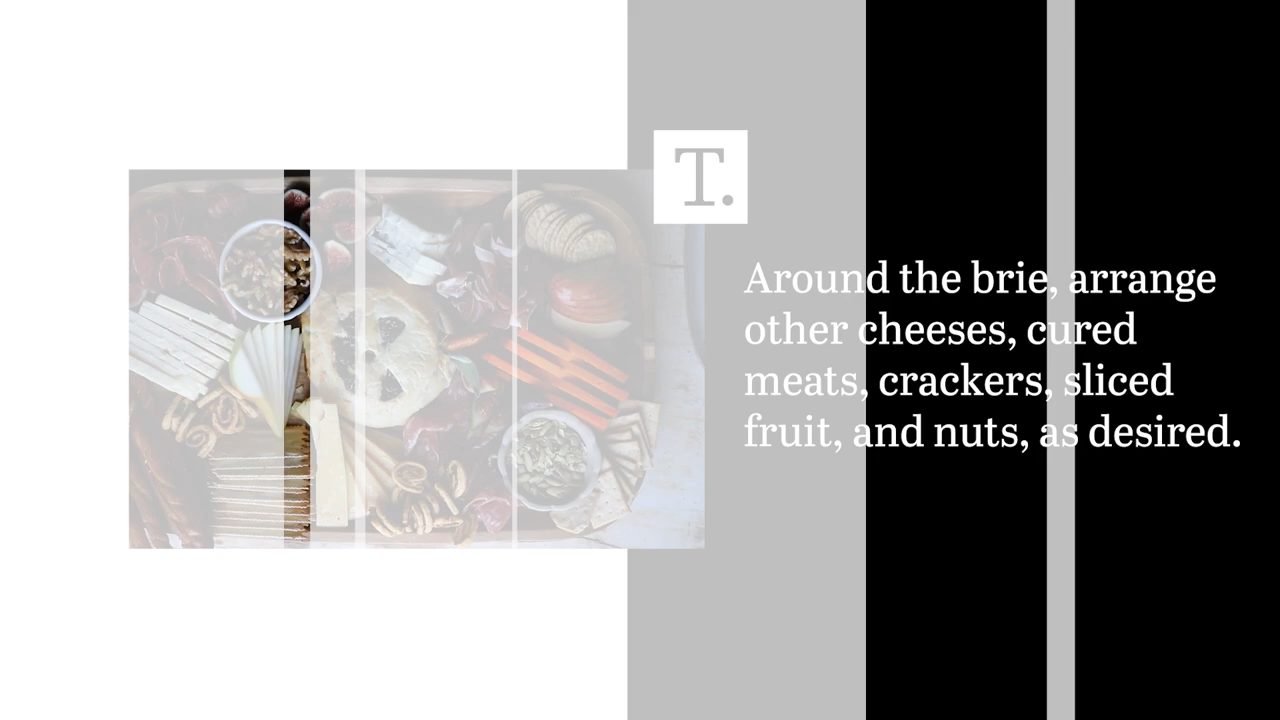 T.
Around the brie, arrange
other cheeses, cured
meats, crackers, sliced
fruit, and nuts, as desired.